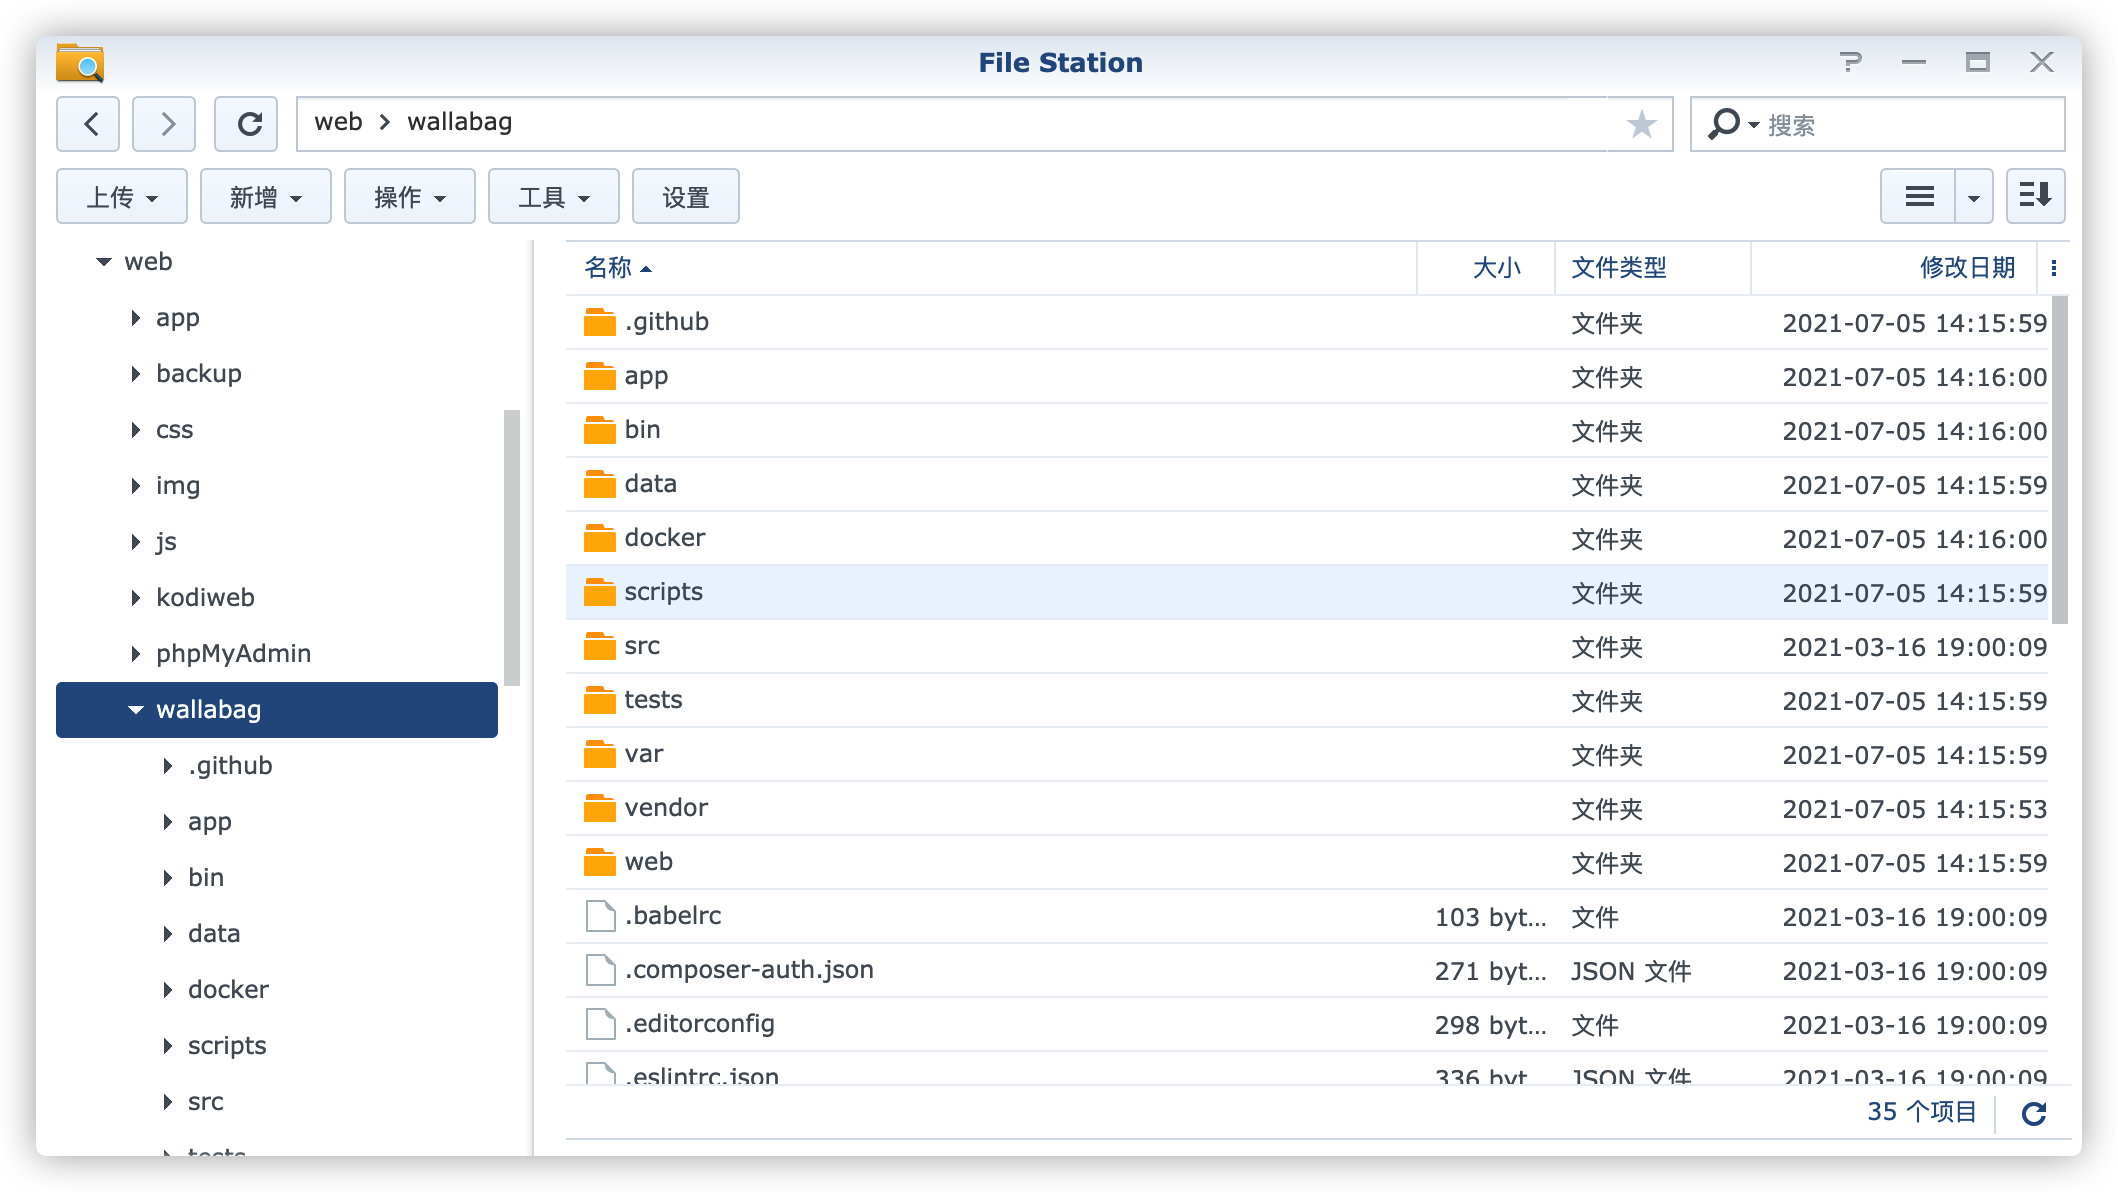 File Station
web > wallabag
搜索
上传
新增
操作
工具
设置
web
app
backup
css
img
js
kodiweb
phpMyAdmin
wallabag
.github
app
bin
data
docker
scripts
src
tests
名称 大小 文件类型 修改日期
.github 文件夹 2021-07-05 14:15:59
app 文件夹 2021-07-05 14:16:00
bin 文件夹 2021-07-05 14:16:00
data 文件夹 2021-07-05 14:15:59
docker 文件夹 2021-07-05 14:16:00
scripts 文件夹 2021-07-05 14:15:59
src 文件夹 2021-03-16 19:00:09
tests 文件夹 2021-07-05 14:15:59
var 文件夹 2021-07-05 14:15:59
vendor 文件夹 2021-07-05 14:15:53
web 文件夹 2021-07-05 14:15:59
.babelrc 103 byt... 文件 2021-03-16 19:00:09
.composer-auth.json 271 byt... JSON 文件 2021-03-16 19:00:09
.editorconfig 298 byt... 文件 2021-03-16 19:00:09
.eslintrc.json 336 byt... JSON 文件 2021-03-16 19:00:09
35 个项目